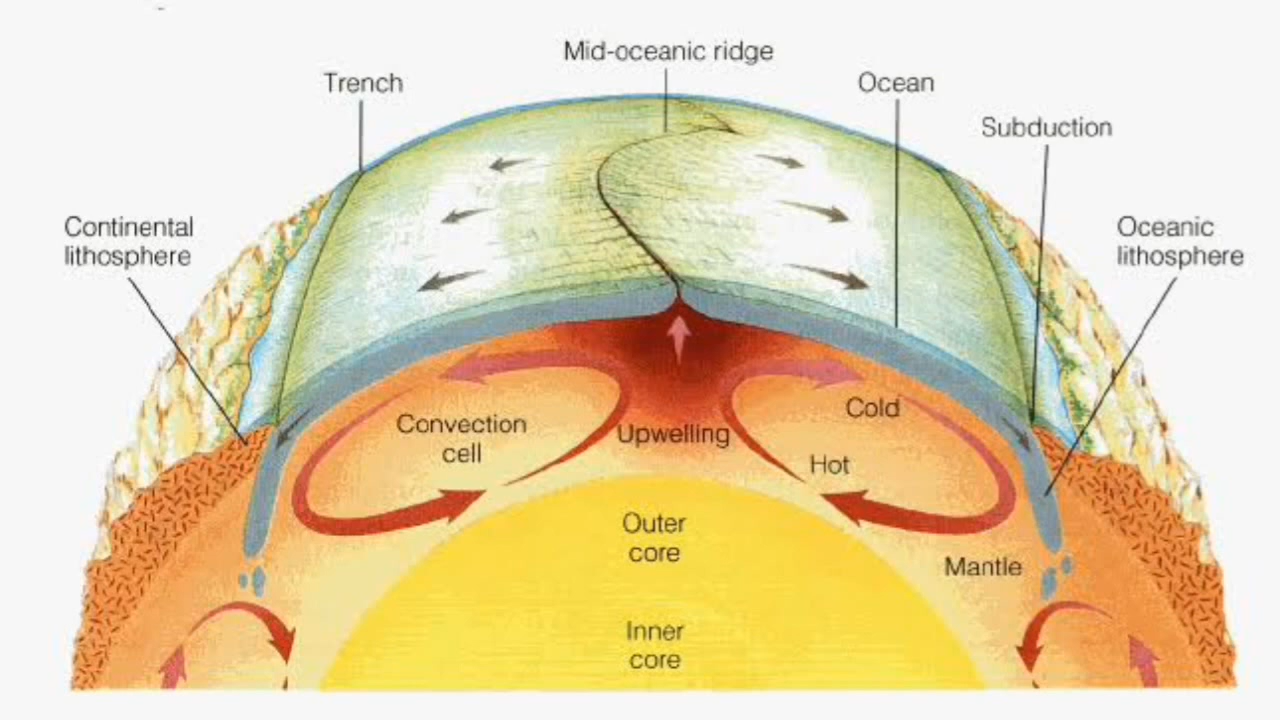 Mid-oceanic ridge
Trench
Ocean
Subduction
Continental
lithosphere
Oceanic
lithosphere
Convection
cell
Upwelling
Cold
Hot
Outer
core
Mantle
Inner
core